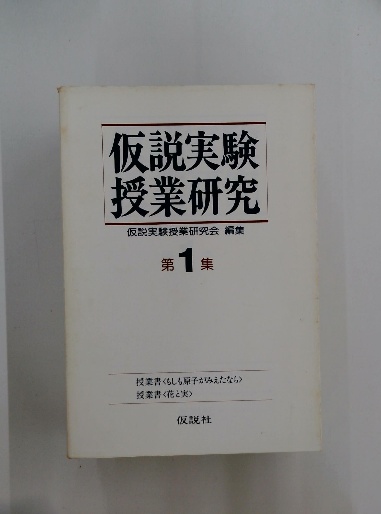 仮説実験
授業研究
仮説実験授業研究会 編集
第1集
授業書〈もしも原子がみえたなら〉
授業書〈花と実〉
仮説社